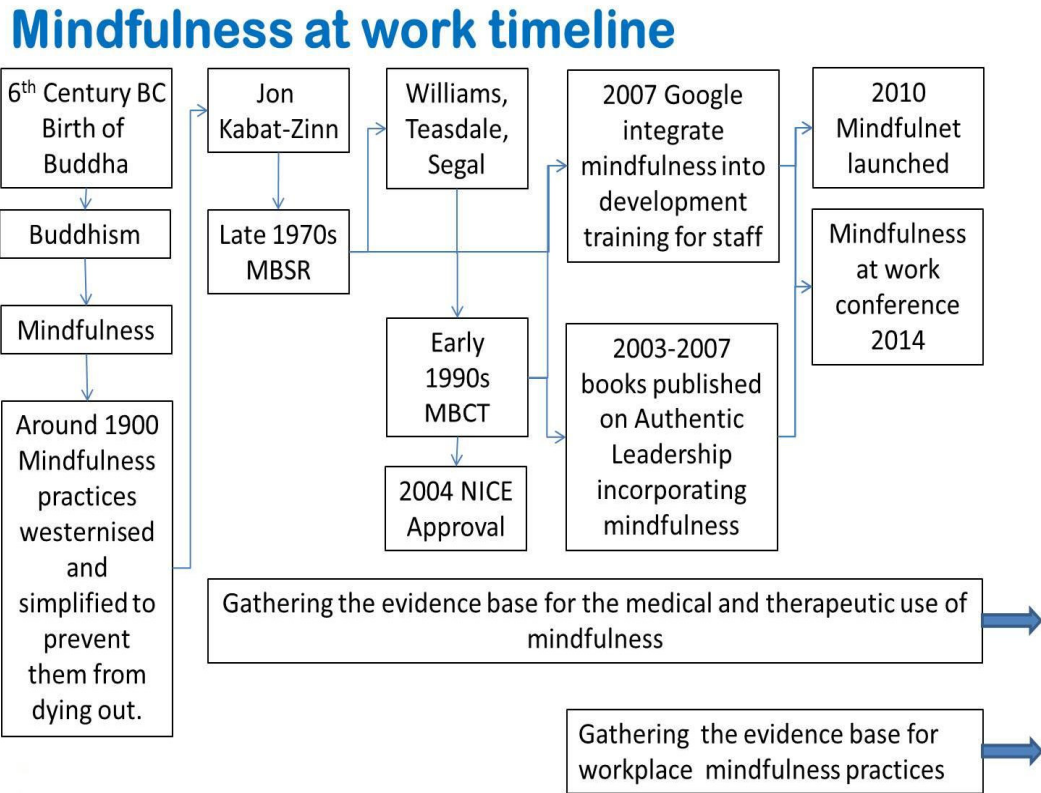 Mindfulness at work timeline
6th Century BC
Birth of
Buddha
Buddhism
Mindfulness
Around 1900
Mindfulness
practices
westernised
and
simplified to
prevent
them from
dying out.
Jon
Kabat-Zinn
Late 1970s
MBSR
Williams,
Teasdale,
Segal
Early
1990s
MBCT
2004 NICE
Approval
2007 Google
integrate
mindfulness into
development
training for staff
2003-2007
books published
on Authentic
Leadership
incorporating
mindfulness
2010
Mindfulnet
launched
Mindfulness
at work
conference
2014
Gathering the evidence base for the medical and therapeutic use of
mindfulness
Gathering the evidence base for
workplace mindfulness practices